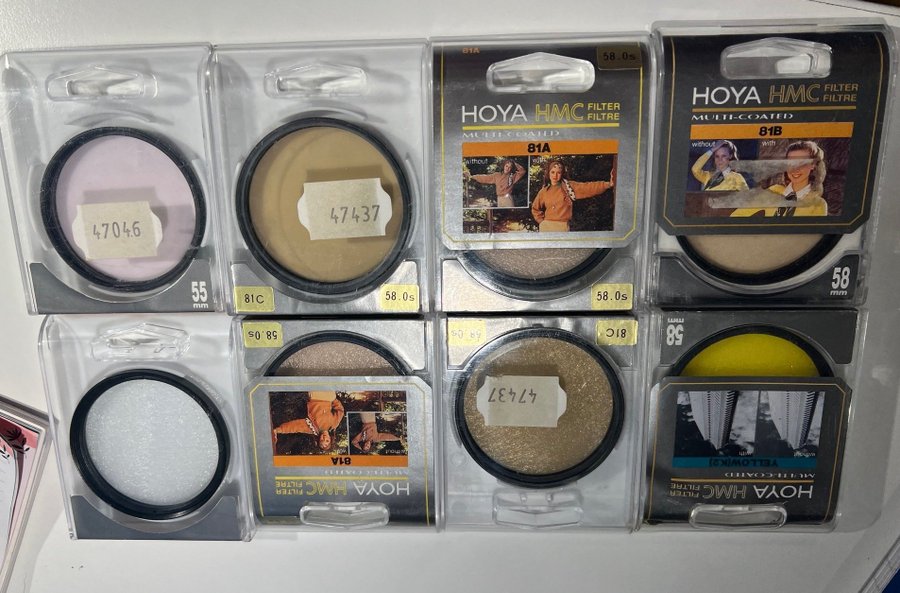 47046
55
mm
47437
81C
58.0s
81A
58.0s
HOYA HMC FILTER
FILTRE
MULTI-COATED
81A
without
with
58.0s
HOYA HMC FILTER
FILTRE
MULTI-COATED
81B
without
with
58
mm
58.0s
81A
MULTI-COATED
HOYA HMC FILTER
FILTRE
58.0s
81C
47437
58
mm
without
with
YELLOW(K2)
MULTI-COATED
HOYA HMC FILTER
FILTRE